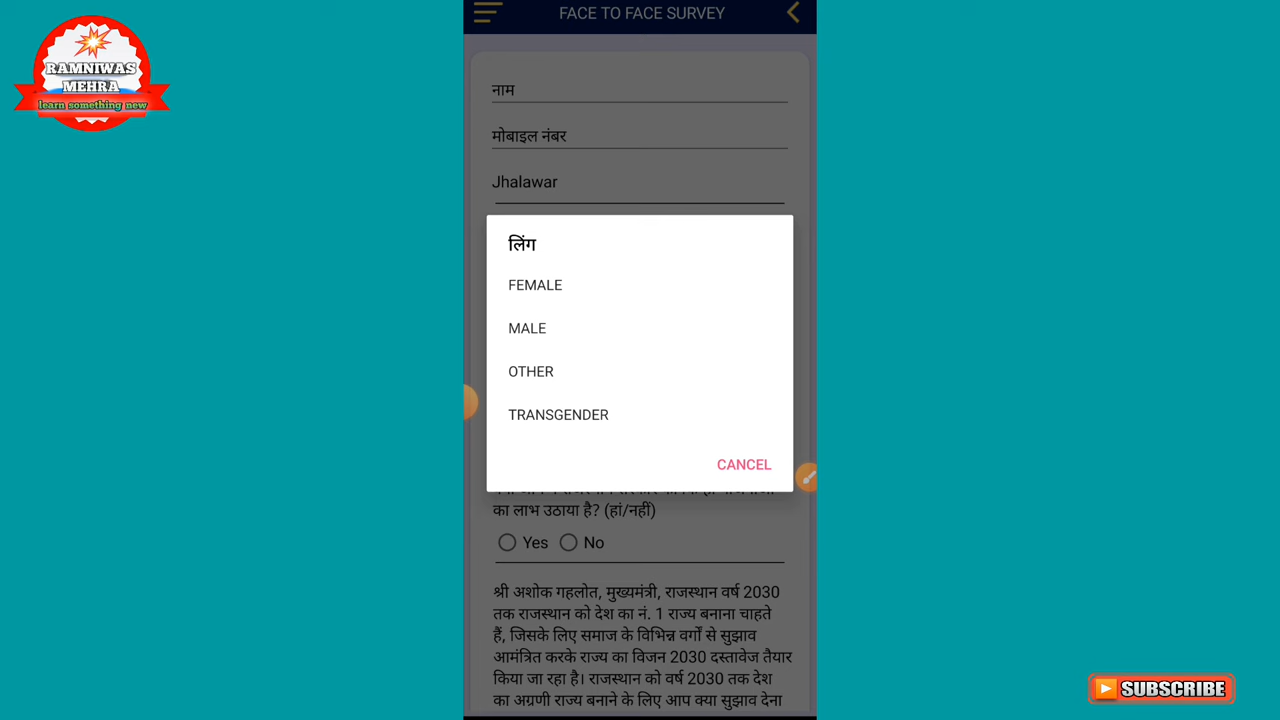 RAMNIWAS
MEHRA
learn something new
FACE TO FACE SURVEY
नाम
मोबाइल नंबर
Jhalawar
लिंग
FEMALE
MALE
OTHER
TRANSGENDER
CANCEL
का लाभ उठाया है? (हां/नहीं)
Yes No
श्री अशोक गहलोत, मुख्यमंत्री, राजस्थान वर्ष 2030
तक राजस्थान को देश का नं. 1 राज्य बनाना चाहते
हैं, जिसके लिए समाज के विभिन्न वर्गों से सुझाव
आमंत्रित करके राज्य का विजन 2030 दस्तावेज तैयार
किया जा रहा है। राजस्थान को वर्ष 2030 तक देश
का अग्रणी राज्य बनाने के लिए आप क्या सुझाव देना
SUBSCRIBE